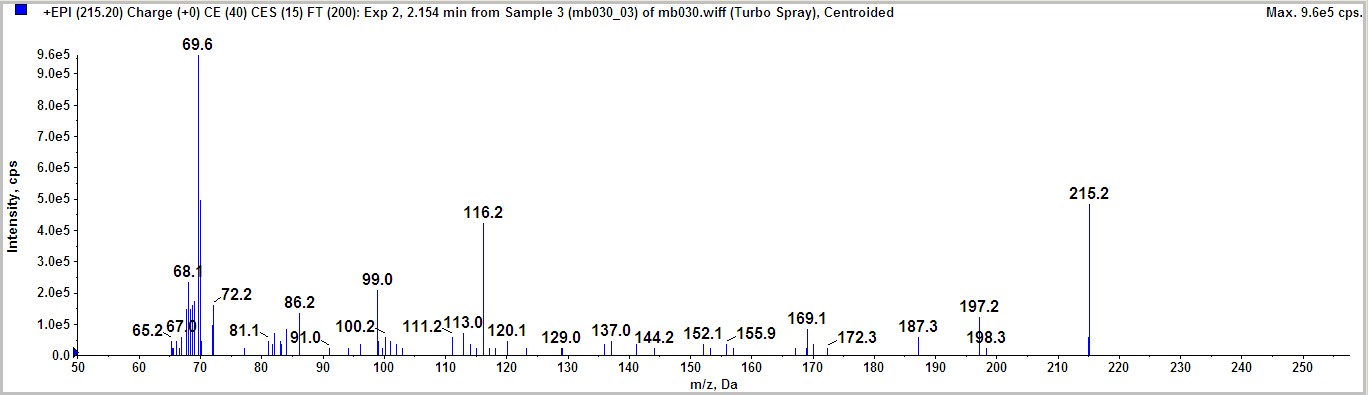 +EPI (215.20) Charge (+0) CE (40) CES (15) FT (200): Exp 2, 2.154 min from Sample 3 (mb030_03) of mb030.wiff (Turbo Spray), Centroided
Max. 9.6e5 cps.
Intensity, cps
9.6e5
9.0e5
8.0e5
7.0e5
6.0e5
5.0e5
4.0e5
3.0e5
2.0e5
1.0e5
0.0
69.6
215.2
116.2
68.1
99.0
72.2
86.2
197.2
169.1
65.2
67.0
81.1
91.0
100.2
111.2
113.0
120.1
129.0
137.0
144.2
152.1
155.9
172.3
187.3
198.3
50 60 70 80 90 100 110 120 130 140 150 160 170 180 190 200 210 220 230 240 250
m/z, Da